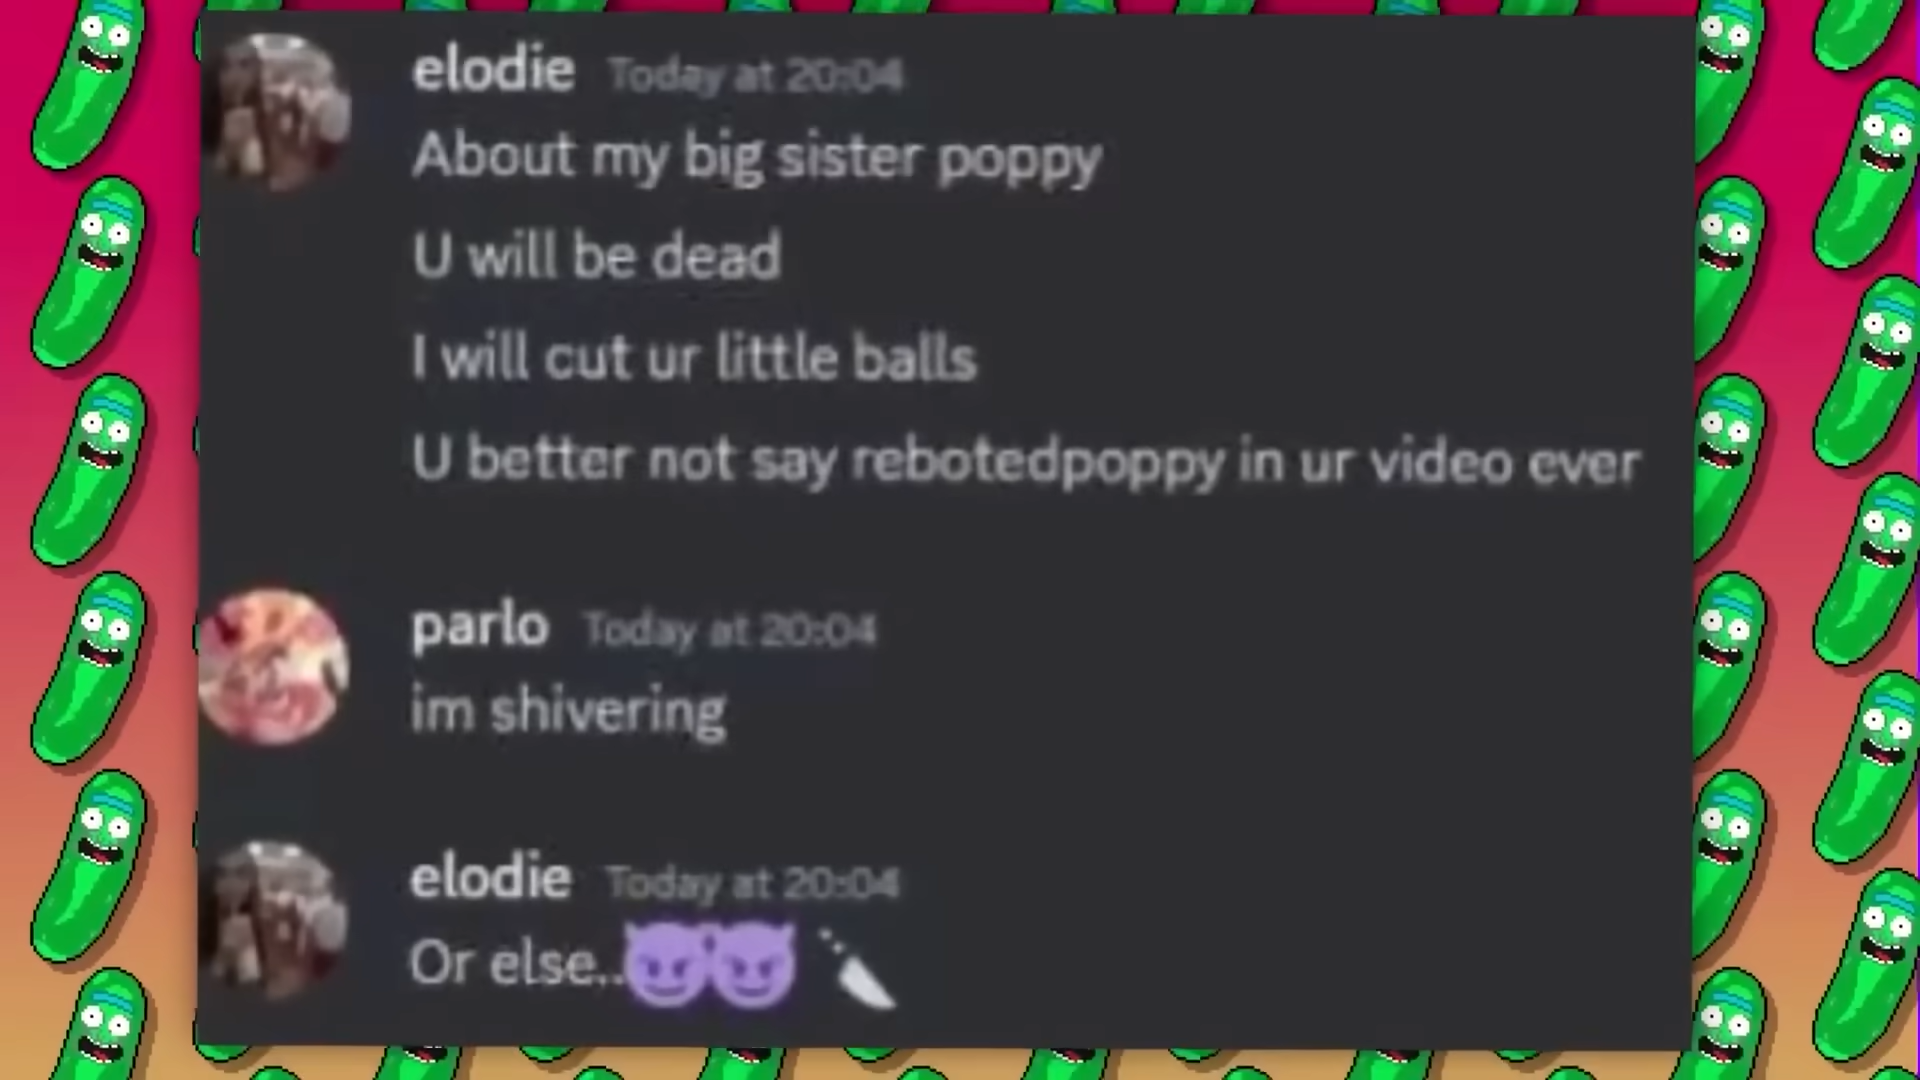 elodie Today at 20:04
About my big sister poppy
U will be dead
I will cut ur little balls
U better not say rebotedpoppy in ur video ever
parlo Today at 20:04
im shivering
elodie Today at 20:04
Or else..😈😈 🔪